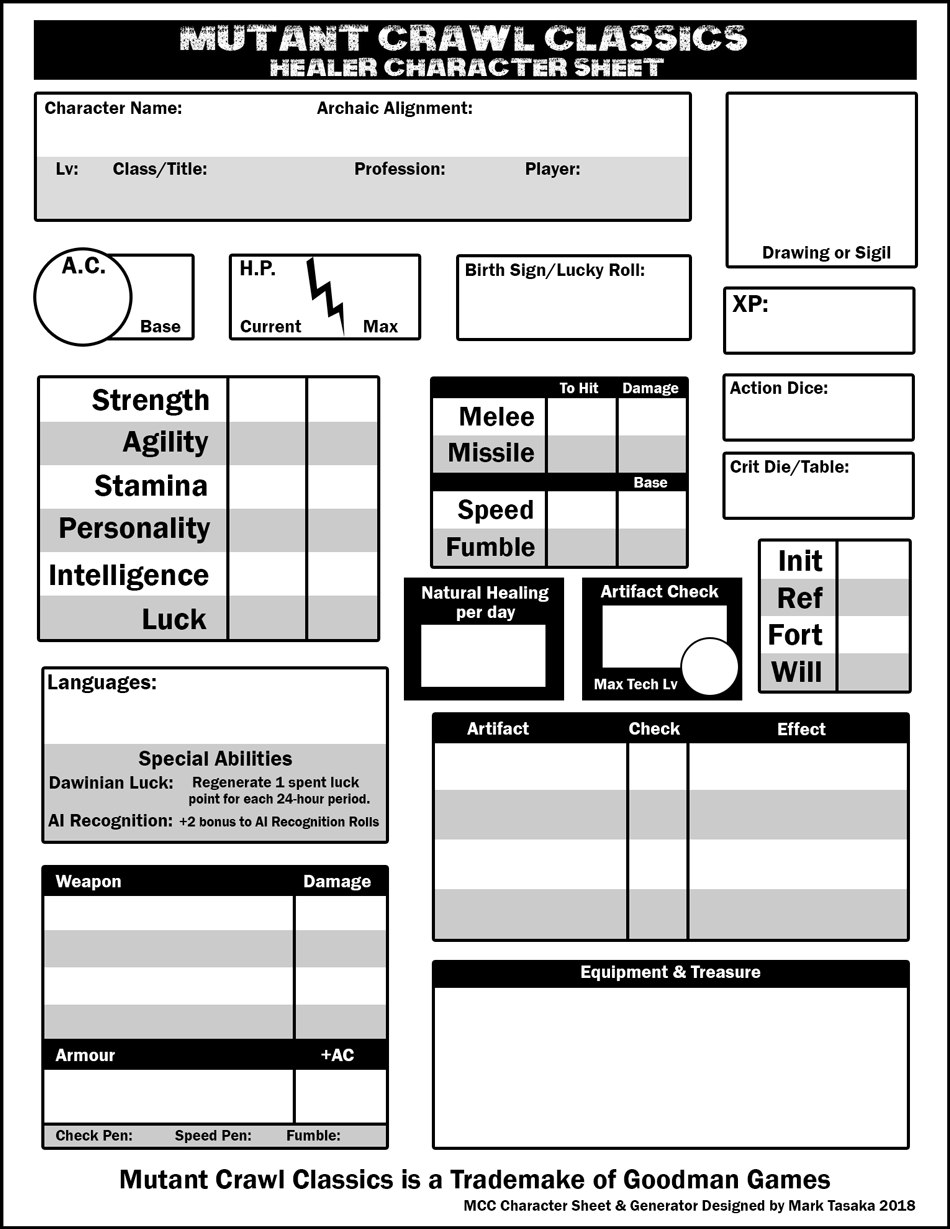 MUTANT CRAWL CLASSICS
HEALER CHARACTER SHEET
Character Name: Archaic Alignment:
Lv: Class/Title: Profession: Player:
Drawing or Sigil
A.C.
Base
H.P.
Current Max
Birth Sign/Lucky Roll:
XP:
Strength
Agility
Stamina
Personality
Intelligence
Luck
To Hit Damage
Melee
Missile
Base
Speed
Fumble
Action Dice:
Crit Die/Table:
Natural Healing
per day
Artifact Check
Max Tech Lv
Init
Ref
Fort
Will
Languages:
Special Abilities
Dawinian Luck: Regenerate 1 spent luck
point for each 24-hour period.
AI Recognition: +2 bonus to AI Recognition Rolls
Artifact Check Effect
Weapon Damage
Armour +AC
Check Pen: Speed Pen: Fumble:
Equipment & Treasure
Mutant Crawl Classics is a Trademake of Goodman Games
MCC Character Sheet & Generator Designed by Mark Tasaka 2018